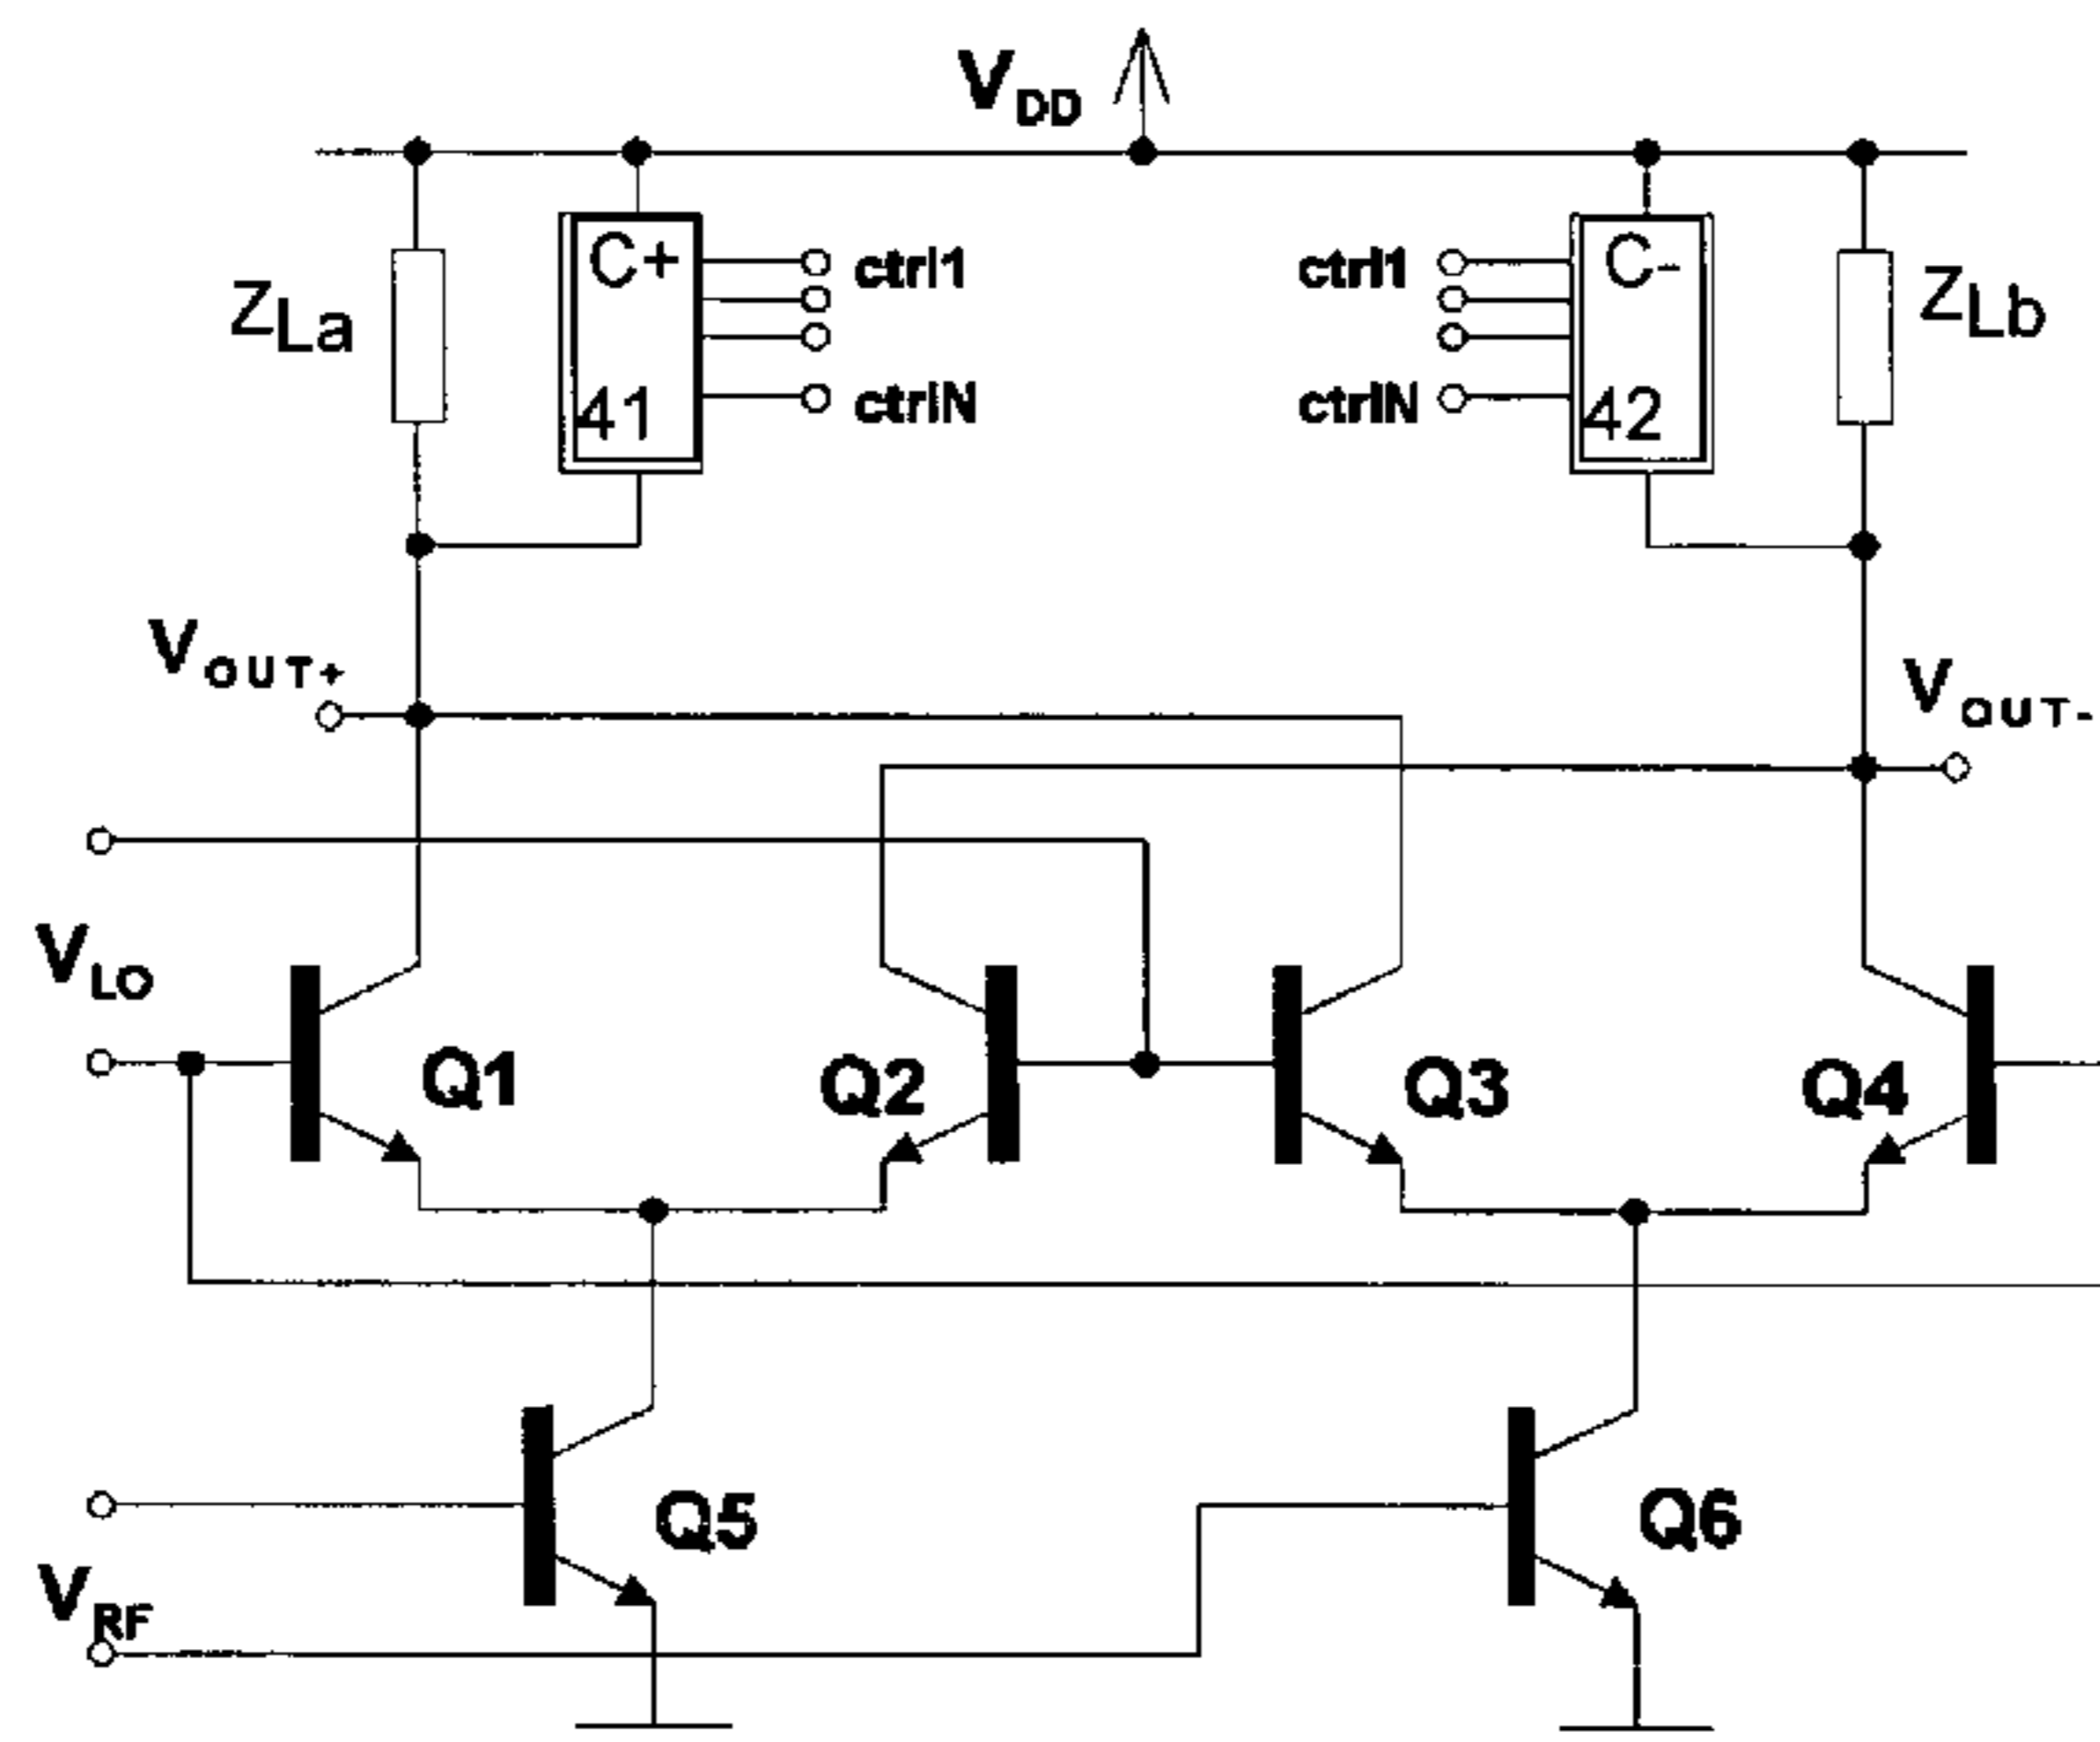 VDD
C+
ctrl1
ctrl1
C-
ZLa
ZLb
41
ctrlN
ctrlN
42
VOUT+
VOUT-
VLO
Q1
Q2
Q3
Q4
Q5
Q6
VRF